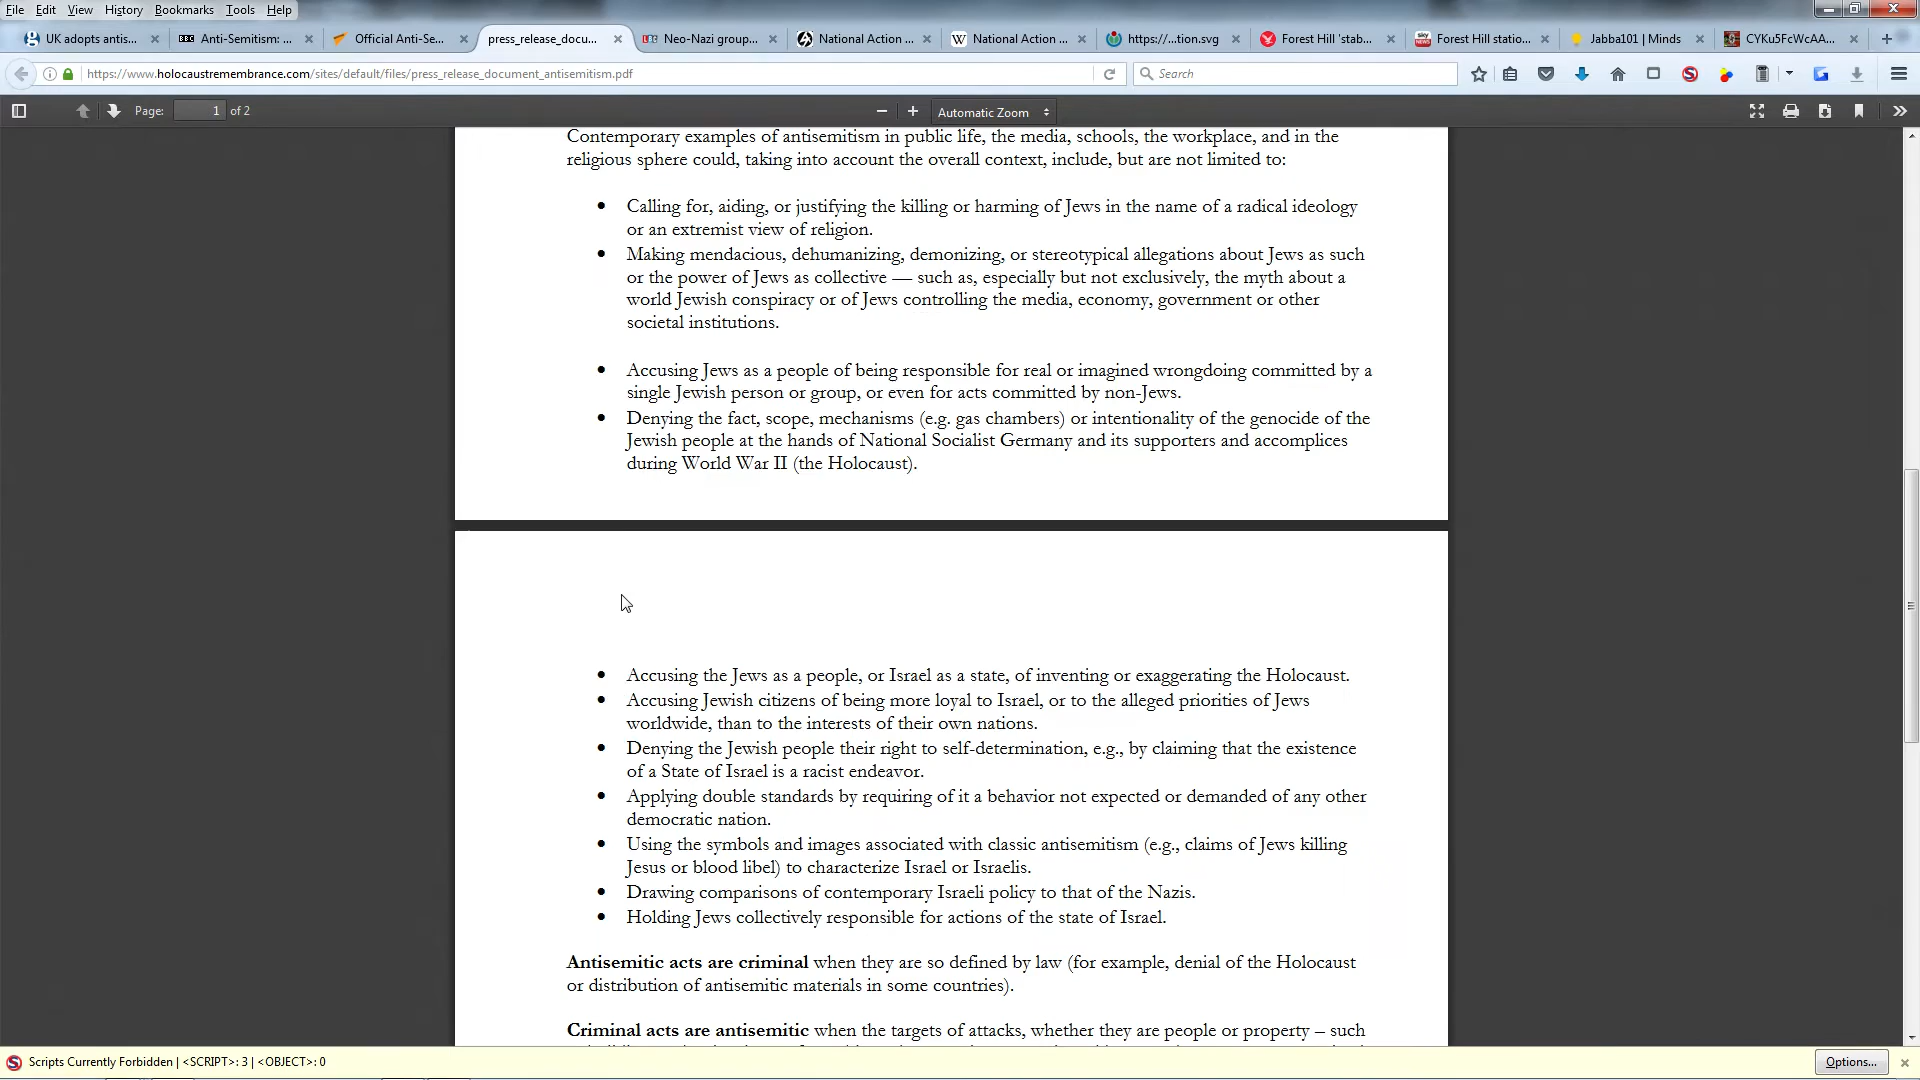 File Edit View History Bookmarks Tools Help
UK adopts antis... Anti-Semitism: ... Official Anti-Se... press_release_docu... Neo-Nazi group... National Action ... National Action ... https://...tion.svg Forest Hill 'stab... Forest Hill statio... Jabba101 | Minds CYKu5FcWcAA...
https://www.holocaustremembrance.com/sites/default/files/press_release_document_antisemitism.pdf Search
Page: 1 of 2 Automatic Zoom
Contemporary examples of antisemitism in public life, the media, schools, the workplace, and in the
religious sphere could, taking into account the overall context, include, but are not limited to:
• Calling for, aiding, or justifying the killing or harming of Jews in the name of a radical ideology
or an extremist view of religion.
• Making mendacious, dehumanizing, demonizing, or stereotypical allegations about Jews as such
or the power of Jews as collective — such as, especially but not exclusively, the myth about a
world Jewish conspiracy or of Jews controlling the media, economy, government or other
societal institutions.
• Accusing Jews as a people of being responsible for real or imagined wrongdoing committed by a
single Jewish person or group, or even for acts committed by non-Jews.
• Denying the fact, scope, mechanisms (e.g. gas chambers) or intentionality of the genocide of the
Jewish people at the hands of National Socialist Germany and its supporters and accomplices
during World War II (the Holocaust).
• Accusing the Jews as a people, or Israel as a state, of inventing or exaggerating the Holocaust.
• Accusing Jewish citizens of being more loyal to Israel, or to the alleged priorities of Jews
worldwide, than to the interests of their own nations.
• Denying the Jewish people their right to self-determination, e.g., by claiming that the existence
of a State of Israel is a racist endeavor.
• Applying double standards by requiring of it a behavior not expected or demanded of any other
democratic nation.
• Using the symbols and images associated with classic antisemitism (e.g., claims of Jews killing
Jesus or blood libel) to characterize Israel or Israelis.
• Drawing comparisons of contemporary Israeli policy to that of the Nazis.
• Holding Jews collectively responsible for actions of the state of Israel.
Antisemitic acts are criminal when they are so defined by law (for example, denial of the Holocaust
or distribution of antisemitic materials in some countries).
Criminal acts are antisemitic when the targets of attacks, whether they are people or property – such
Scripts Currently Forbidden | <SCRIPT>: 3 | <OBJECT>: 0 Options...